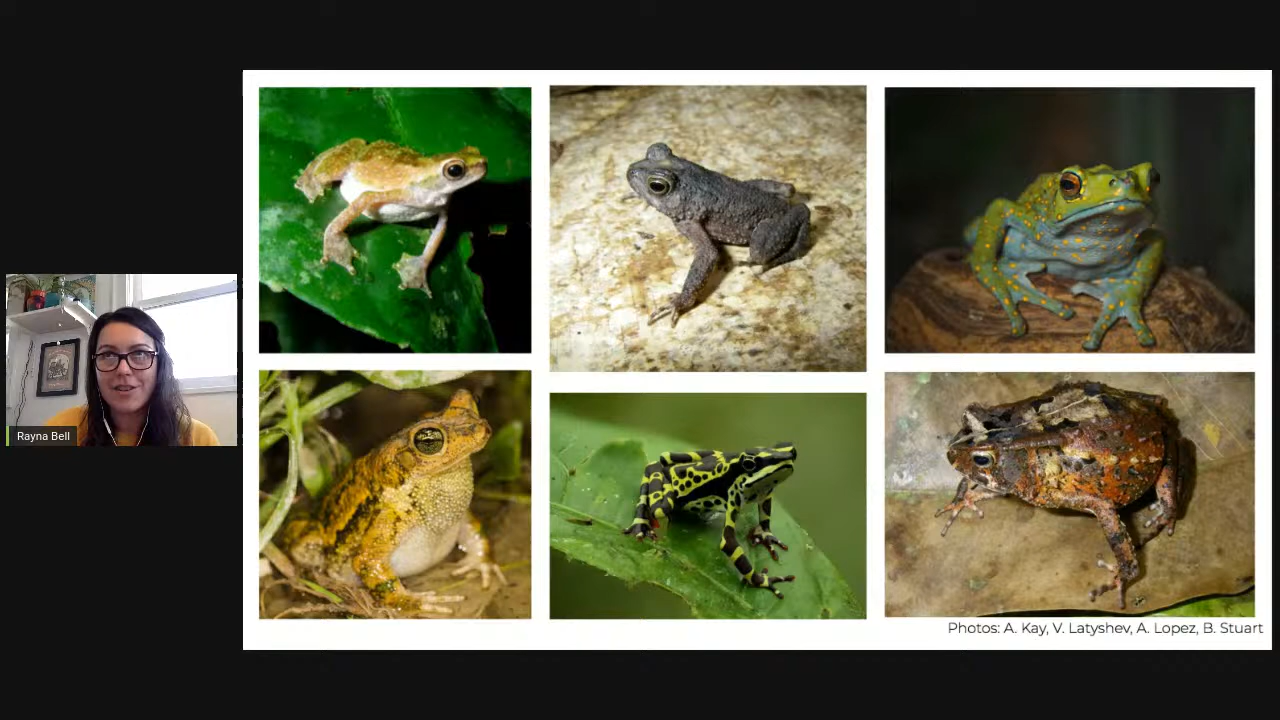 Rayna Bell
Photos: A. Kay, V. Latyshev, A. Lopez, B. Stuart